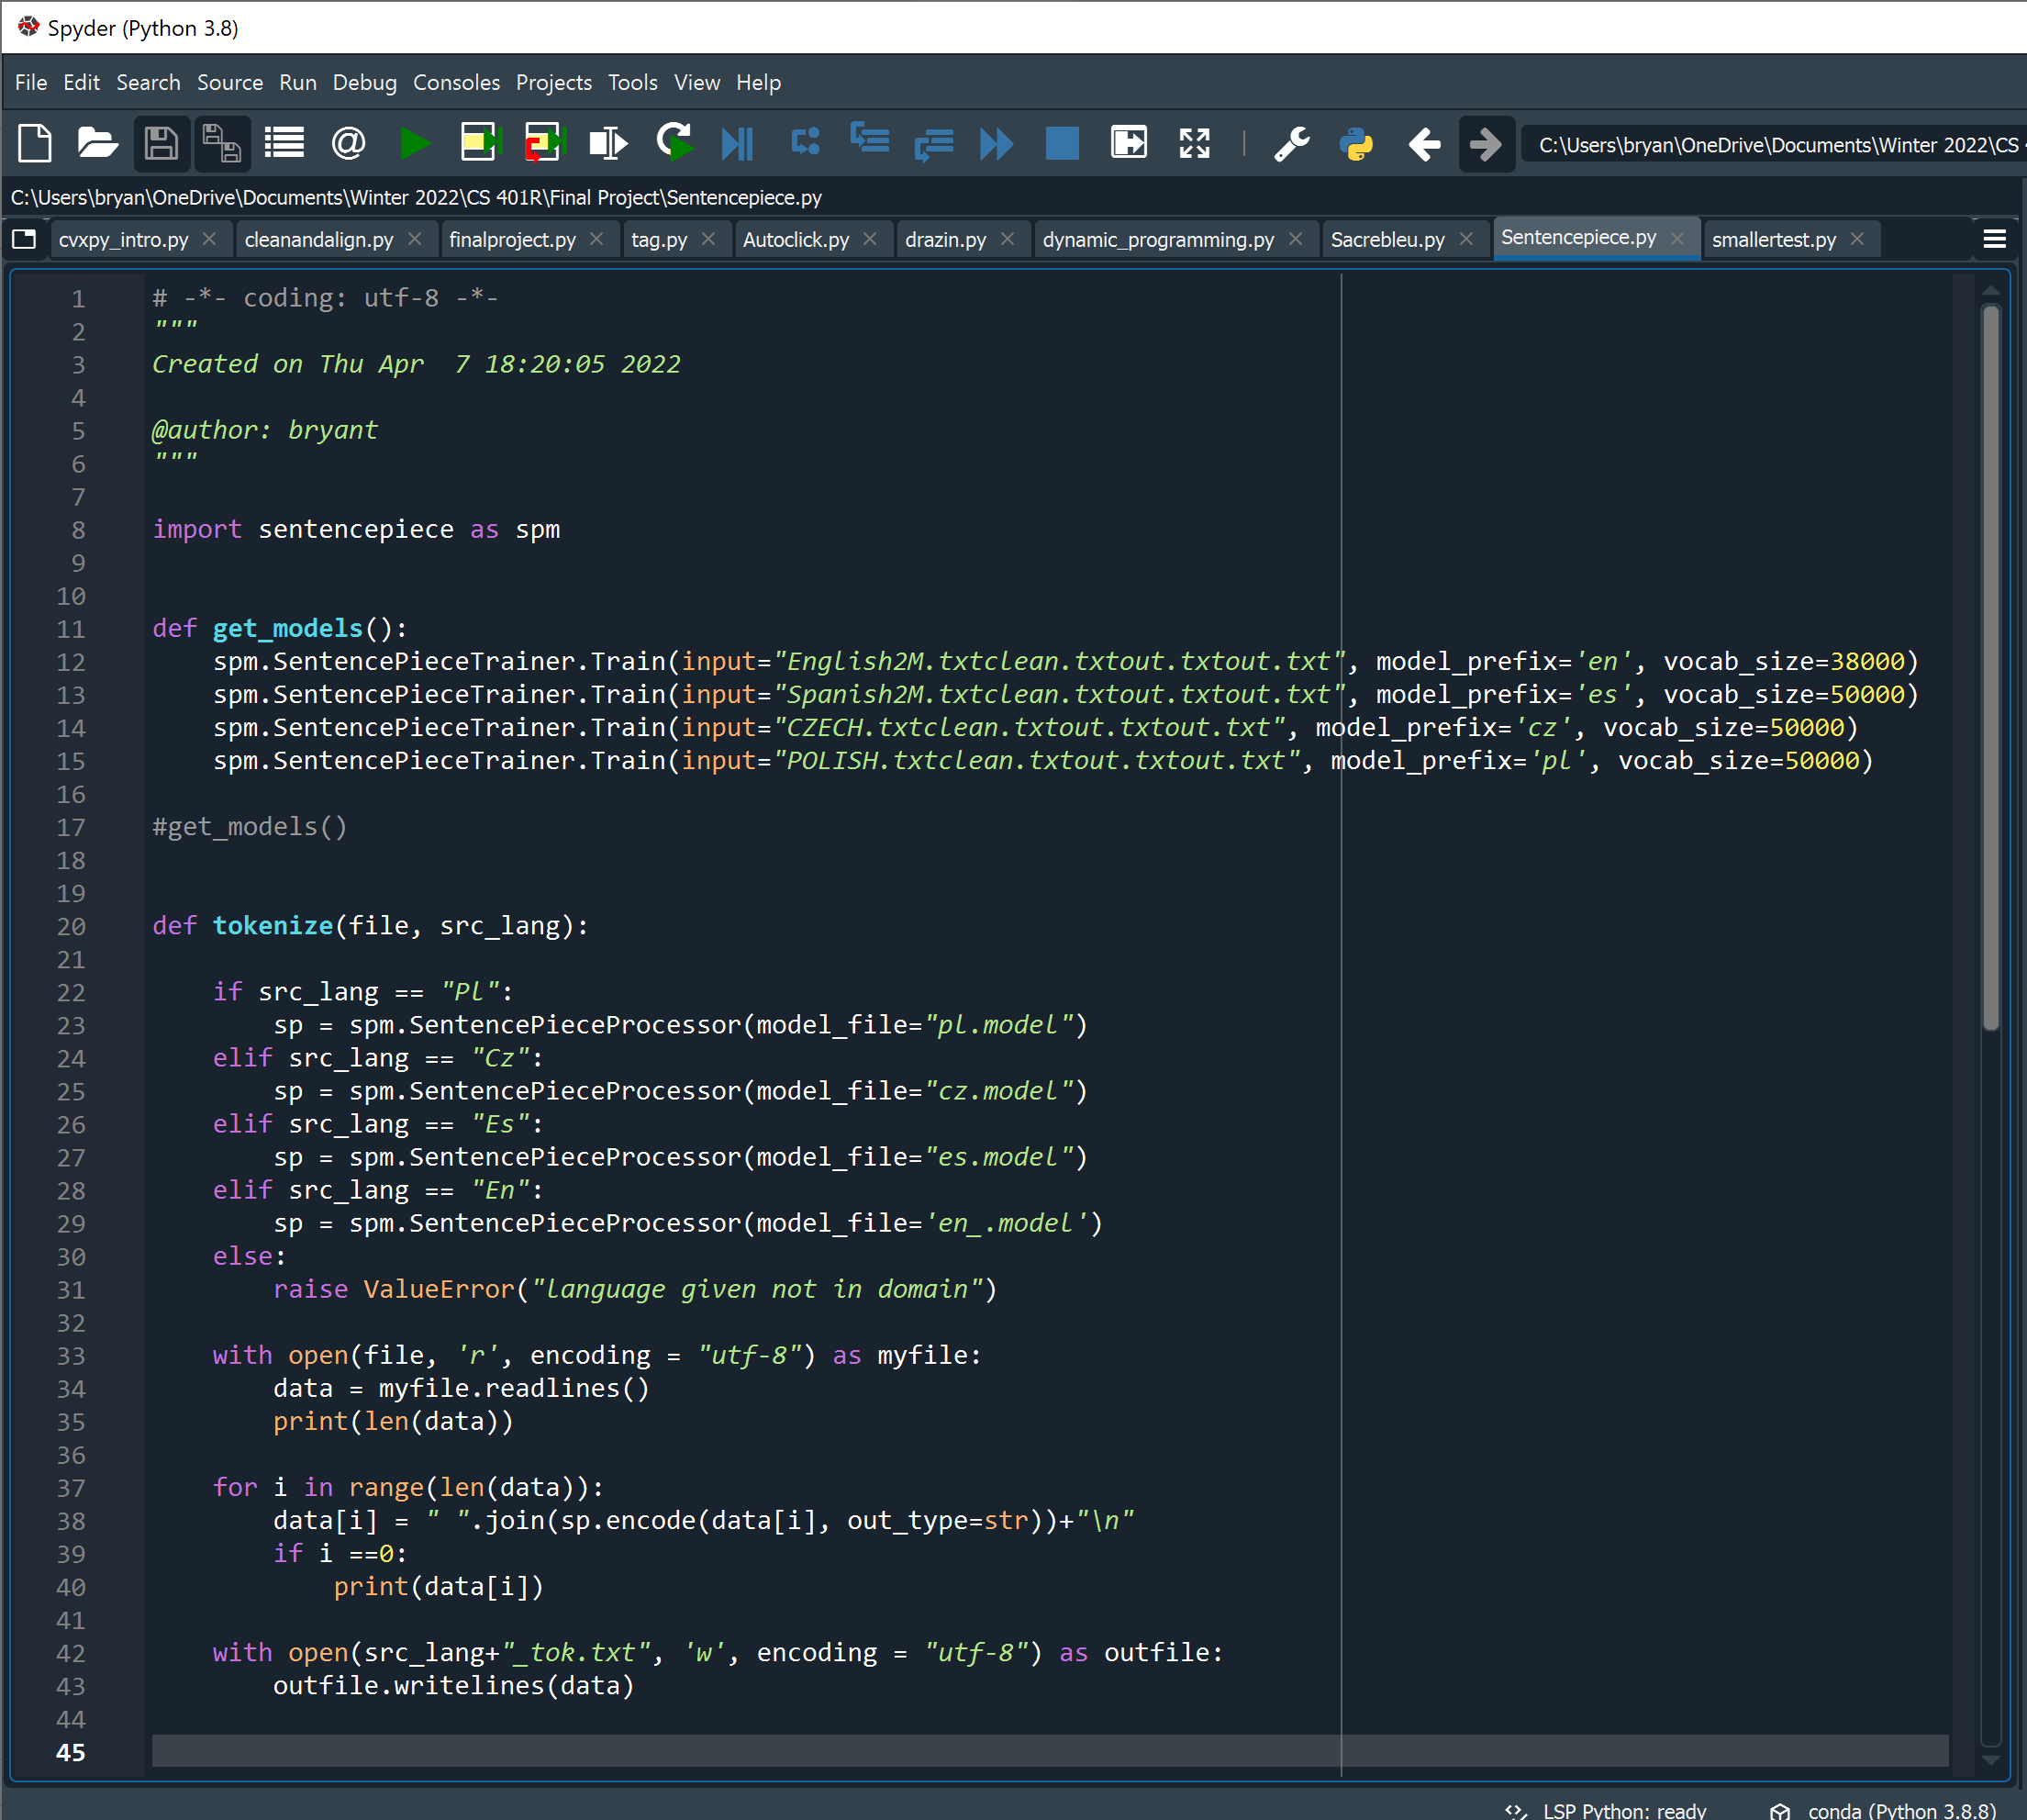 Spyder (Python 3.8)
File Edit Search Source Run Debug Consoles Projects Tools View Help
C:\Users\bryan\OneDrive\Documents\Winter 2022\CS
C:\Users\bryan\OneDrive\Documents\Winter 2022\CS 401R\Final Project\Sentencepiece.py
cvxpy_intro.py cleanandalign.py finalproject.py tag.py Autoclick.py drazin.py dynamic_programming.py Sacrebleu.py Sentencepiece.py smallertest.py
1 # -*- coding: utf-8 -*-
2 """
3 Created on Thu Apr  7 18:20:05 2022
4
5 @author: bryant
6 """
7
8 import sentencepiece as spm
9
10
11 def get_models():
12     spm.SentencePieceTrainer.Train(input="English2M.txtclean.txtout.txtout.txt", model_prefix='en', vocab_size=38000)
13     spm.SentencePieceTrainer.Train(input="Spanish2M.txtclean.txtout.txtout.txt", model_prefix='es', vocab_size=50000)
14     spm.SentencePieceTrainer.Train(input="CZECH.txtclean.txtout.txtout.txt", model_prefix='cz', vocab_size=50000)
15     spm.SentencePieceTrainer.Train(input="POLISH.txtclean.txtout.txtout.txt", model_prefix='pl', vocab_size=50000)
16
17 #get_models()
18
19
20 def tokenize(file, src_lang):
21
22     if src_lang == "Pl":
23         sp = spm.SentencePieceProcessor(model_file="pl.model")
24     elif src_lang == "Cz":
25         sp = spm.SentencePieceProcessor(model_file="cz.model")
26     elif src_lang == "Es":
27         sp = spm.SentencePieceProcessor(model_file="es.model")
28     elif src_lang == "En":
29         sp = spm.SentencePieceProcessor(model_file='en_.model')
30     else:
31         raise ValueError("language given not in domain")
32
33     with open(file, 'r', encoding = "utf-8") as myfile:
34         data = myfile.readlines()
35         print(len(data))
36
37     for i in range(len(data)):
38         data[i] = " ".join(sp.encode(data[i], out_type=str))+"\n"
39         if i ==0:
40             print(data[i])
41
42     with open(src_lang+"_tok.txt", 'w', encoding = "utf-8") as outfile:
43         outfile.writelines(data)
44
45
LSP Python: ready conda (Python 3.8.8)